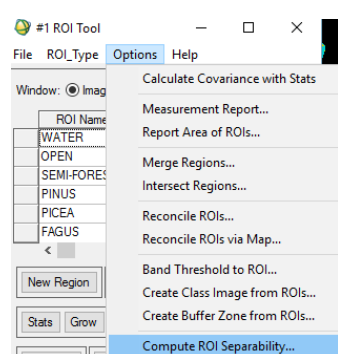 #1 ROI Tool
File ROI_Type Options Help
Calculate Covariance with Stats
Window: Imag
Measurement Report...
ROI Name
Report Area of ROIs...
WATER
OPEN
Merge Regions...
SEMI-FORES
Intersect Regions...
PINUS
PICEA
Reconcile ROIs...
FAGUS
Reconcile ROIs via Map...
Band Threshold to ROI...
New Region
Create Class Image from ROIs...
Create Buffer Zone from ROIs...
Stats Grow
Compute ROI Separability...